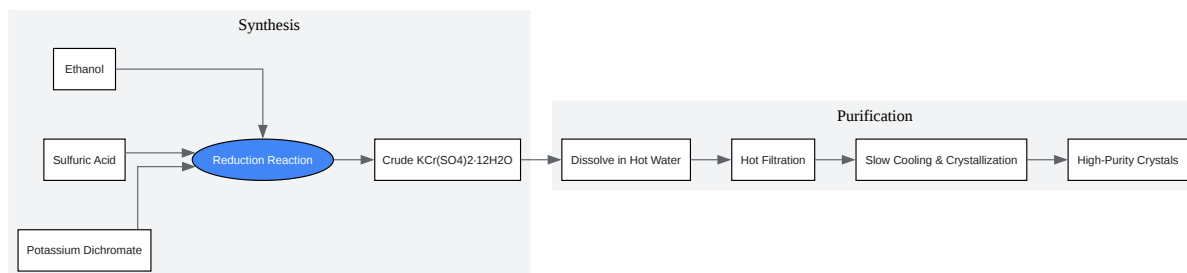 Synthesis
Ethanol
Sulfuric Acid
Potassium Dichromate
Reduction Reaction
Crude KCr(SO4)2·12H2O
Purification
Dissolve in Hot Water
Hot Filtration
Slow Cooling & Crystallization
High-Purity Crystals